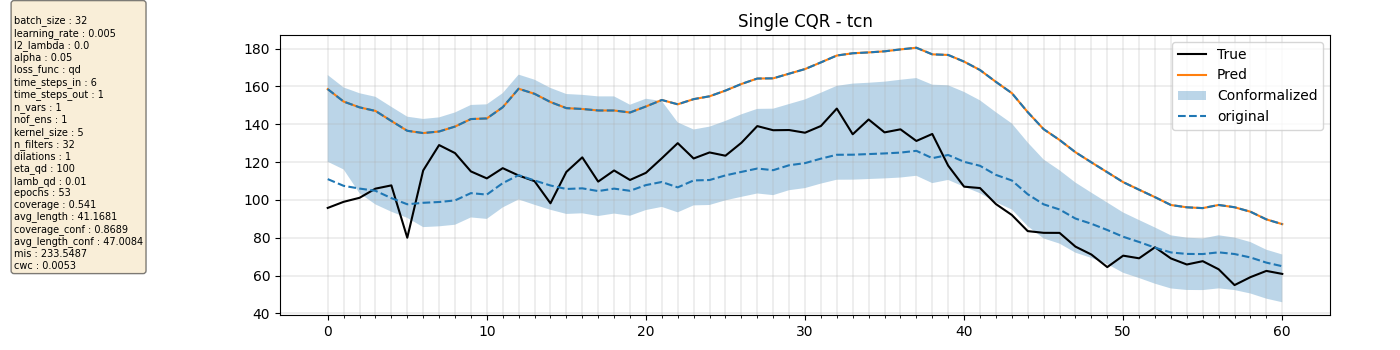 batch_size : 32
learning_rate : 0.005
l2_lambda : 0.0
alpha : 0.05
loss_func : qd
time_steps_in : 6
time_steps_out : 1
n_vars : 1
nof_ens : 1
kernel_size : 5
n_filters : 32
dilations : 1
eta_qd : 100
lamb_qd : 0.01
epochs : 53
coverage : 0.541
avg_length : 41.1681
coverage_conf : 0.8689
avg_length_conf : 47.0084
mis : 233.5487
cwc : 0.0053
Single CQR - tcn
180
160
140
120
100
80
60
40
0 10 20 30 40 50 60
True
Pred
Conformalized
original